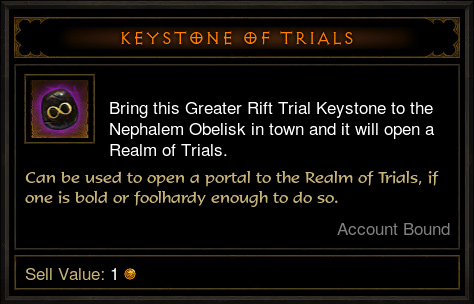 KEYSTONE OF TRIALS
Bring this Greater Rift Trial Keystone to the
Nephalem Obelisk in town and it will open a
Realm of Trials.
Can be used to open a portal to the Realm of Trials, if
one is bold or foolhardy enough to do so.
Account Bound
Sell Value: 1